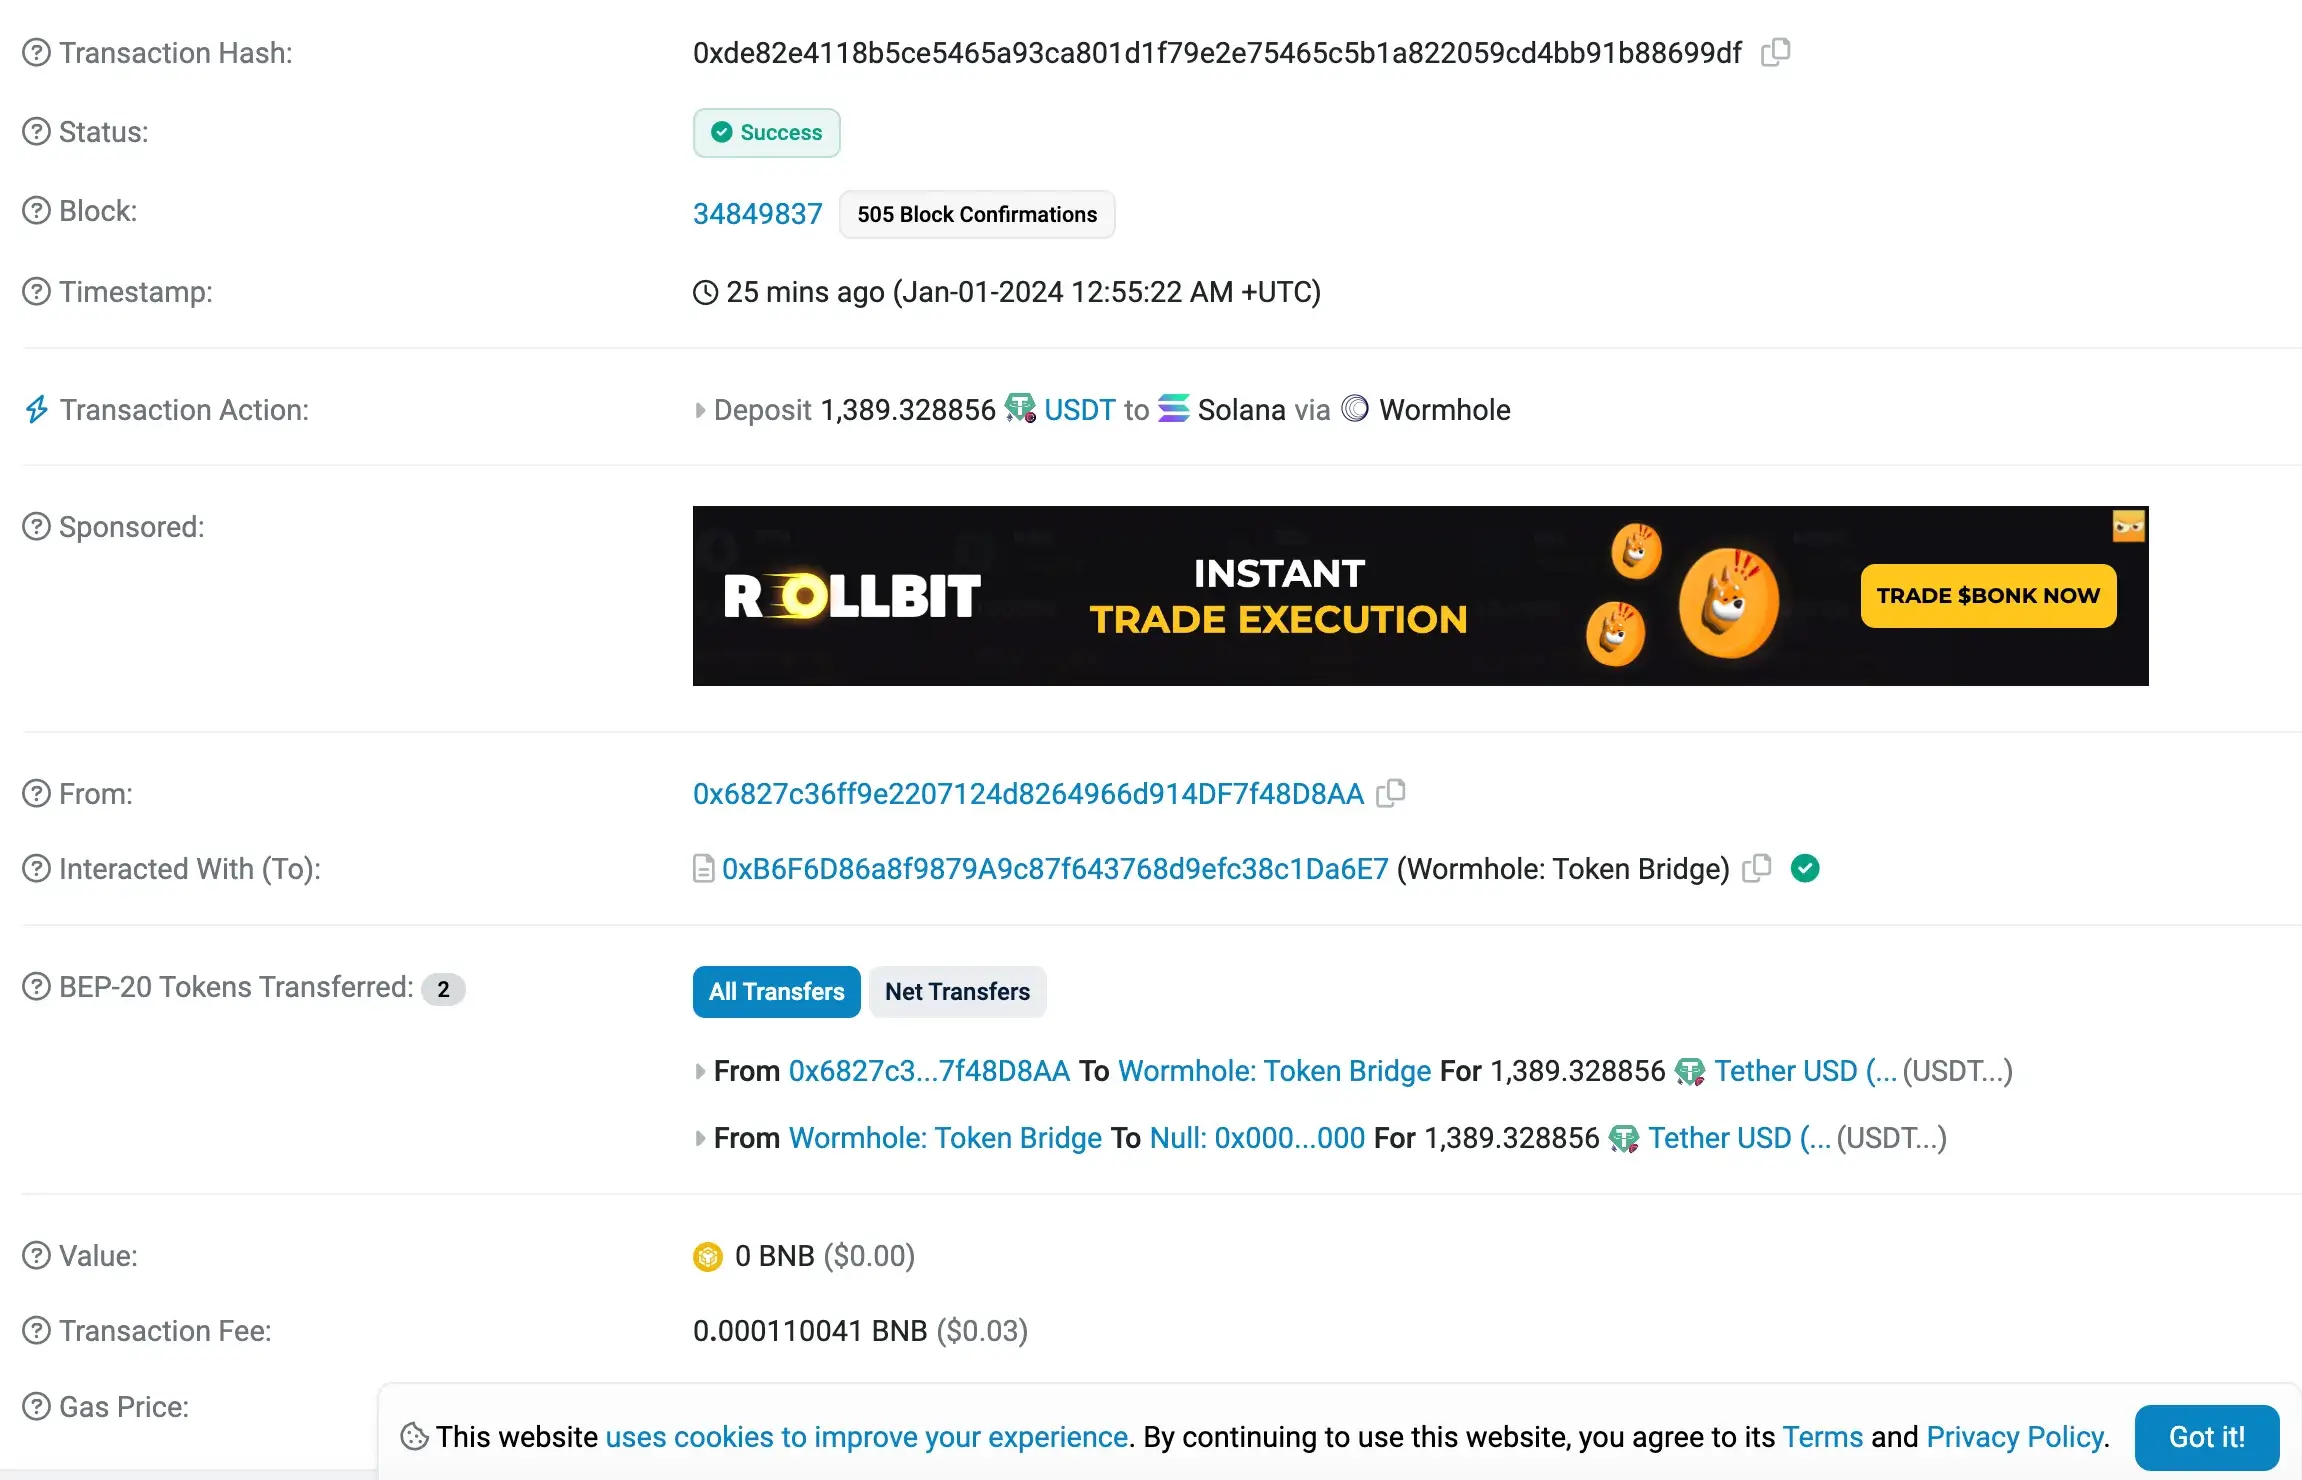 Transaction Hash: 0xde82e4118b5ce5465a93ca801d1f79e2e75465c5b1a822059cd4bb91b88699df
Status: Success
Block: 34849837 505 Block Confirmations
Timestamp: 25 mins ago (Jan-01-2024 12:55:22 AM +UTC)
Transaction Action: Deposit 1,389.328856 USDT to Solana via Wormhole
Sponsored:
ROLLBIT
INSTANT
TRADE EXECUTION
TRADE $BONK NOW
From: 0x6827c36ff9e2207124d8264966d914DF7f48D8AA
Interacted With (To): 0xB6F6D86a8f9879A9c87f643768d9efc38c1Da6E7 (Wormhole: Token Bridge)
BEP-20 Tokens Transferred: 2 All Transfers Net Transfers
From 0x6827c3...7f48D8AA To Wormhole: Token Bridge For 1,389.328856 Tether USD (... (USDT...)
From Wormhole: Token Bridge To Null: 0x000...000 For 1,389.328856 Tether USD (... (USDT...)
Value: 0 BNB ($0.00)
Transaction Fee: 0.000110041 BNB ($0.03)
Gas Price:
This website uses cookies to improve your experience. By continuing to use this website, you agree to its Terms and Privacy Policy. Got it!